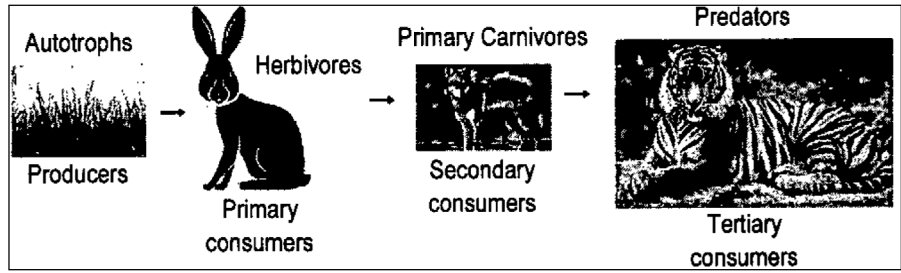 Autotrophs
Producers
Herbivores
Primary
consumers
Primary Carnivores
Secondary
consumers
Predators
Tertiary
consumers